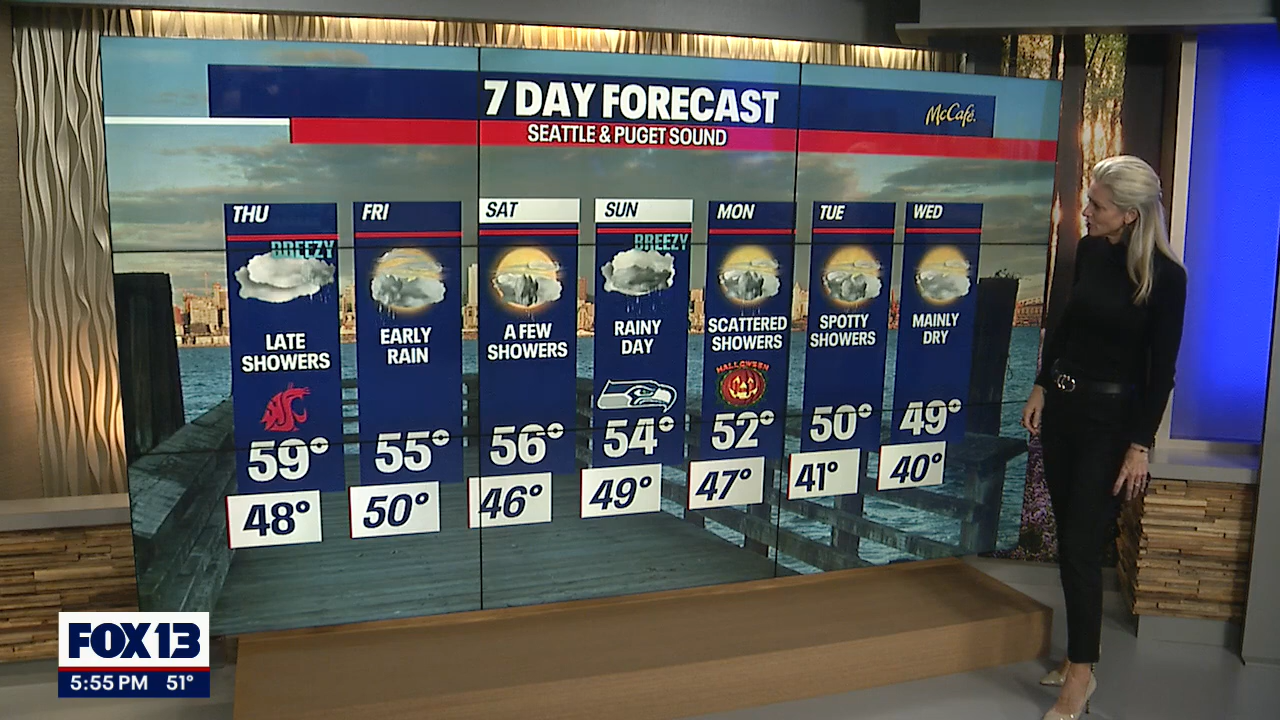 7 DAY FORECAST
McCafé
SEATTLE & PUGET SOUND
THU
BREEZY
LATE
SHOWERS
59°
48°
FRI
EARLY
RAIN
55°
50°
SAT
A FEW
SHOWERS
56°
46°
SUN
BREEZY
RAINY
DAY
54°
49°
MON
SCATTERED
SHOWERS
HALLOWEEN
52°
47°
TUE
SPOTTY
SHOWERS
50°
41°
WED
MAINLY
DRY
49°
40°
FOX 13
5:55 PM 51°